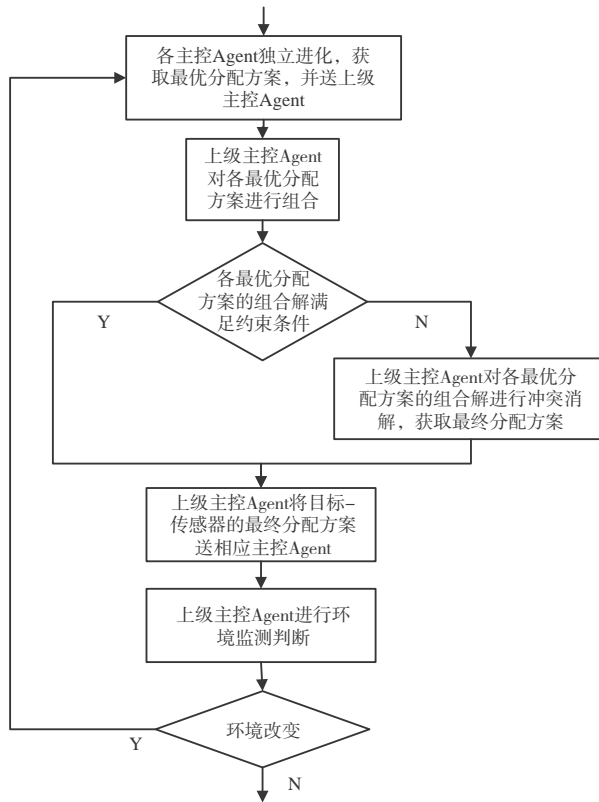 各主控Agent独立进化，获
取最优分配方案，并送上级
主控Agent
上级主控Agent
对各最优分配
方案进行组合
各最优分配
方案的组合解满
足约束条件
Y
N
上级主控Agent对各最优分
配方案的组合解进行冲突消
解，获取最终分配方案
上级主控Agent将目标–
传感器的最终分配方案
送相应主控Agent
上级主控Agent进行环
境监测判断
环境改变
Y
N